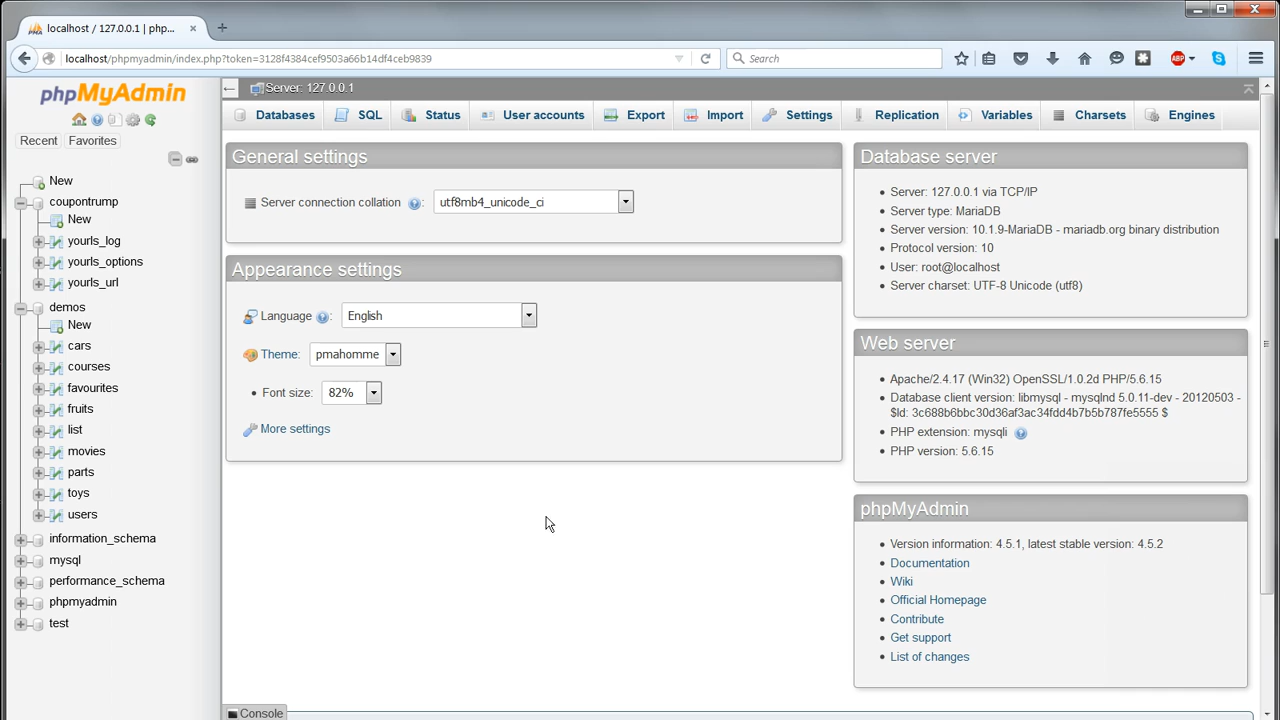 localhost / 127.0.0.1 | php...
localhost/phpmyadmin/index.php?token=3128f4384cef9503a66b14df4ceb9839
Search
ABP
phpMyAdmin
Recent
Favorites
New
coupontrump
New
yourls_log
yourls_options
yourls_url
demos
New
cars
courses
favourites
fruits
list
movies
parts
toys
users
information_schema
mysql
performance_schema
phpmyadmin
test
Server: 127.0.0.1
Databases SQL Status User accounts Export Import Settings Replication Variables Charsets Engines
General settings
Server connection collation : utf8mb4_unicode_ci
Appearance settings
Language : English
Theme: pmahomme
Font size: 82%
More settings
Database server
Server: 127.0.0.1 via TCP/IP
Server type: MariaDB
Server version: 10.1.9-MariaDB - mariadb.org binary distribution
Protocol version: 10
User: root@localhost
Server charset: UTF-8 Unicode (utf8)
Web server
Apache/2.4.17 (Win32) OpenSSL/1.0.2d PHP/5.6.15
Database client version: libmysql - mysqlnd 5.0.11-dev - 20120503 -
$Id: 3c688b6bbc30d36af3ac34fdd4b7b5b787fe5555 $
PHP extension: mysqli
PHP version: 5.6.15
phpMyAdmin
Version information: 4.5.1, latest stable version: 4.5.2
Documentation
Wiki
Official Homepage
Contribute
Get support
List of changes
Console